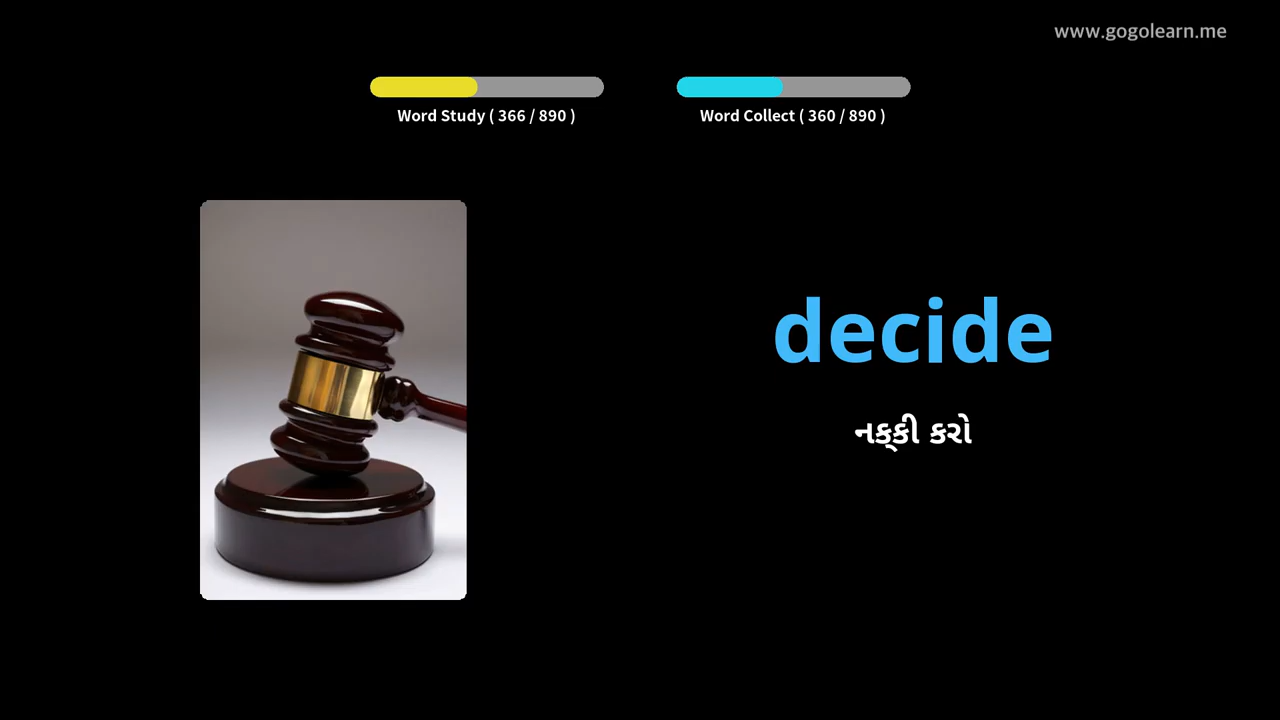 www.gogolearn.me
Word Study ( 366 / 890 )
Word Collect ( 360 / 890 )
decide
નક્કી કરો